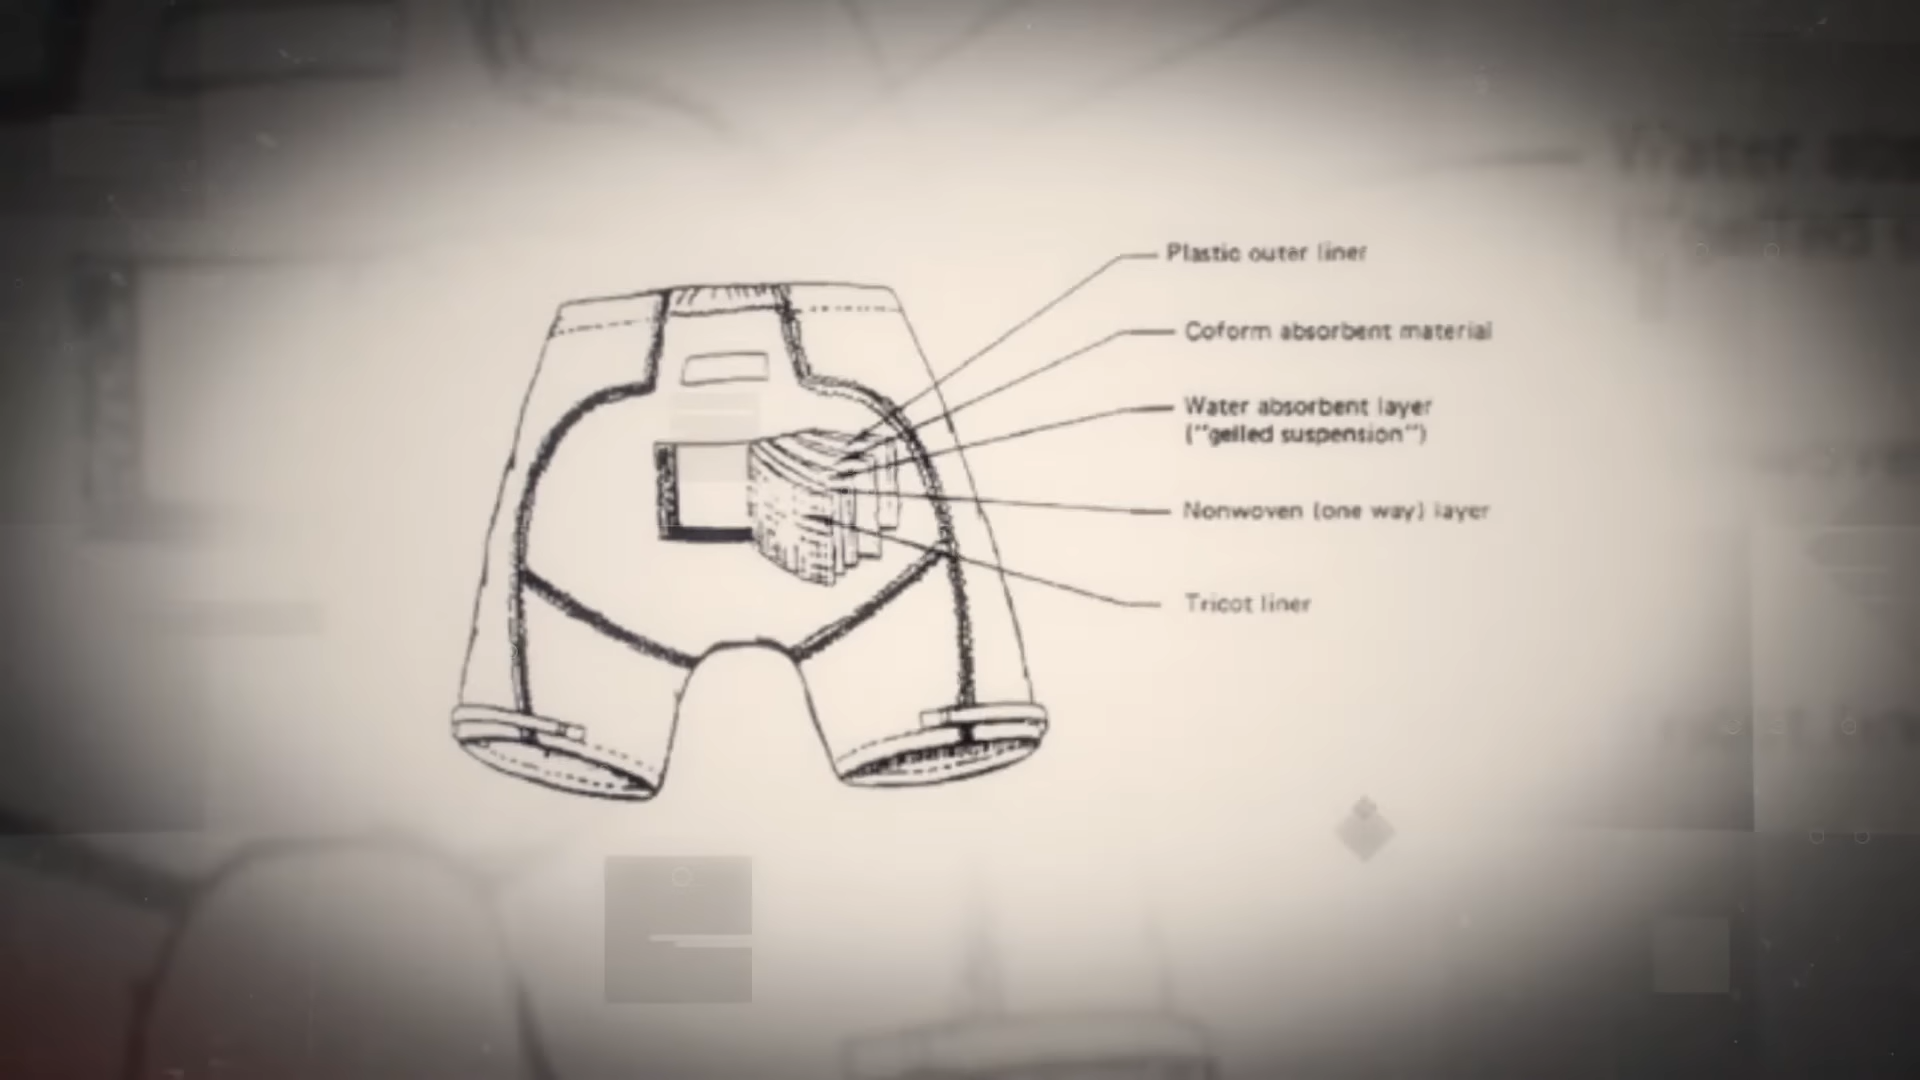 Plastic outer liner
Coform absorbent material
Water absorbent layer
(“gelled suspension”)
Nonwoven (one way) layer
Tricot liner